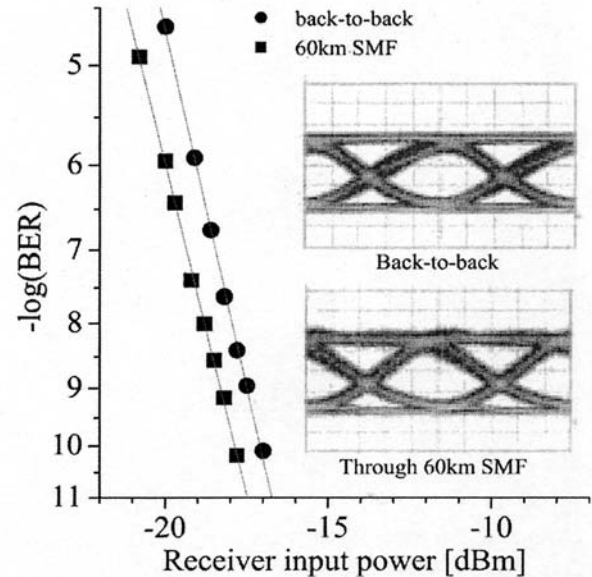 back-to-back
60km SMF
5
6
7
8
9
10
11
-log(BER)
Back-to-back
Through 60km SMF
-20
-15
-10
Receiver input power [dBm]